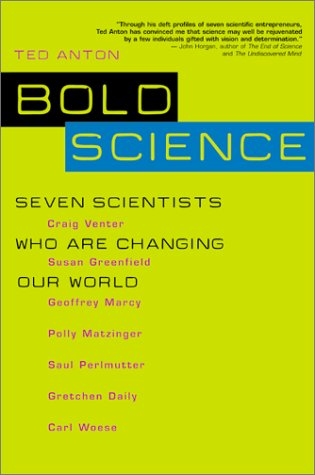 "Through his deft profiles of seven scientific entrepreneurs,
Ted Anton has convinced me that science may well be rejuvenated
by a few individuals gifted with vision and determination."
— John Horgan, author of The End of Science
and The Undiscovered Mind
TED ANTON
BOLD
SCIENCE
SEVEN SCIENTISTS
Craig Venter
WHO ARE CHANGING
Susan Greenfield
OUR WORLD
Geoffrey Marcy
Polly Matzinger
Saul Perlmutter
Gretchen Daily
Carl Woese